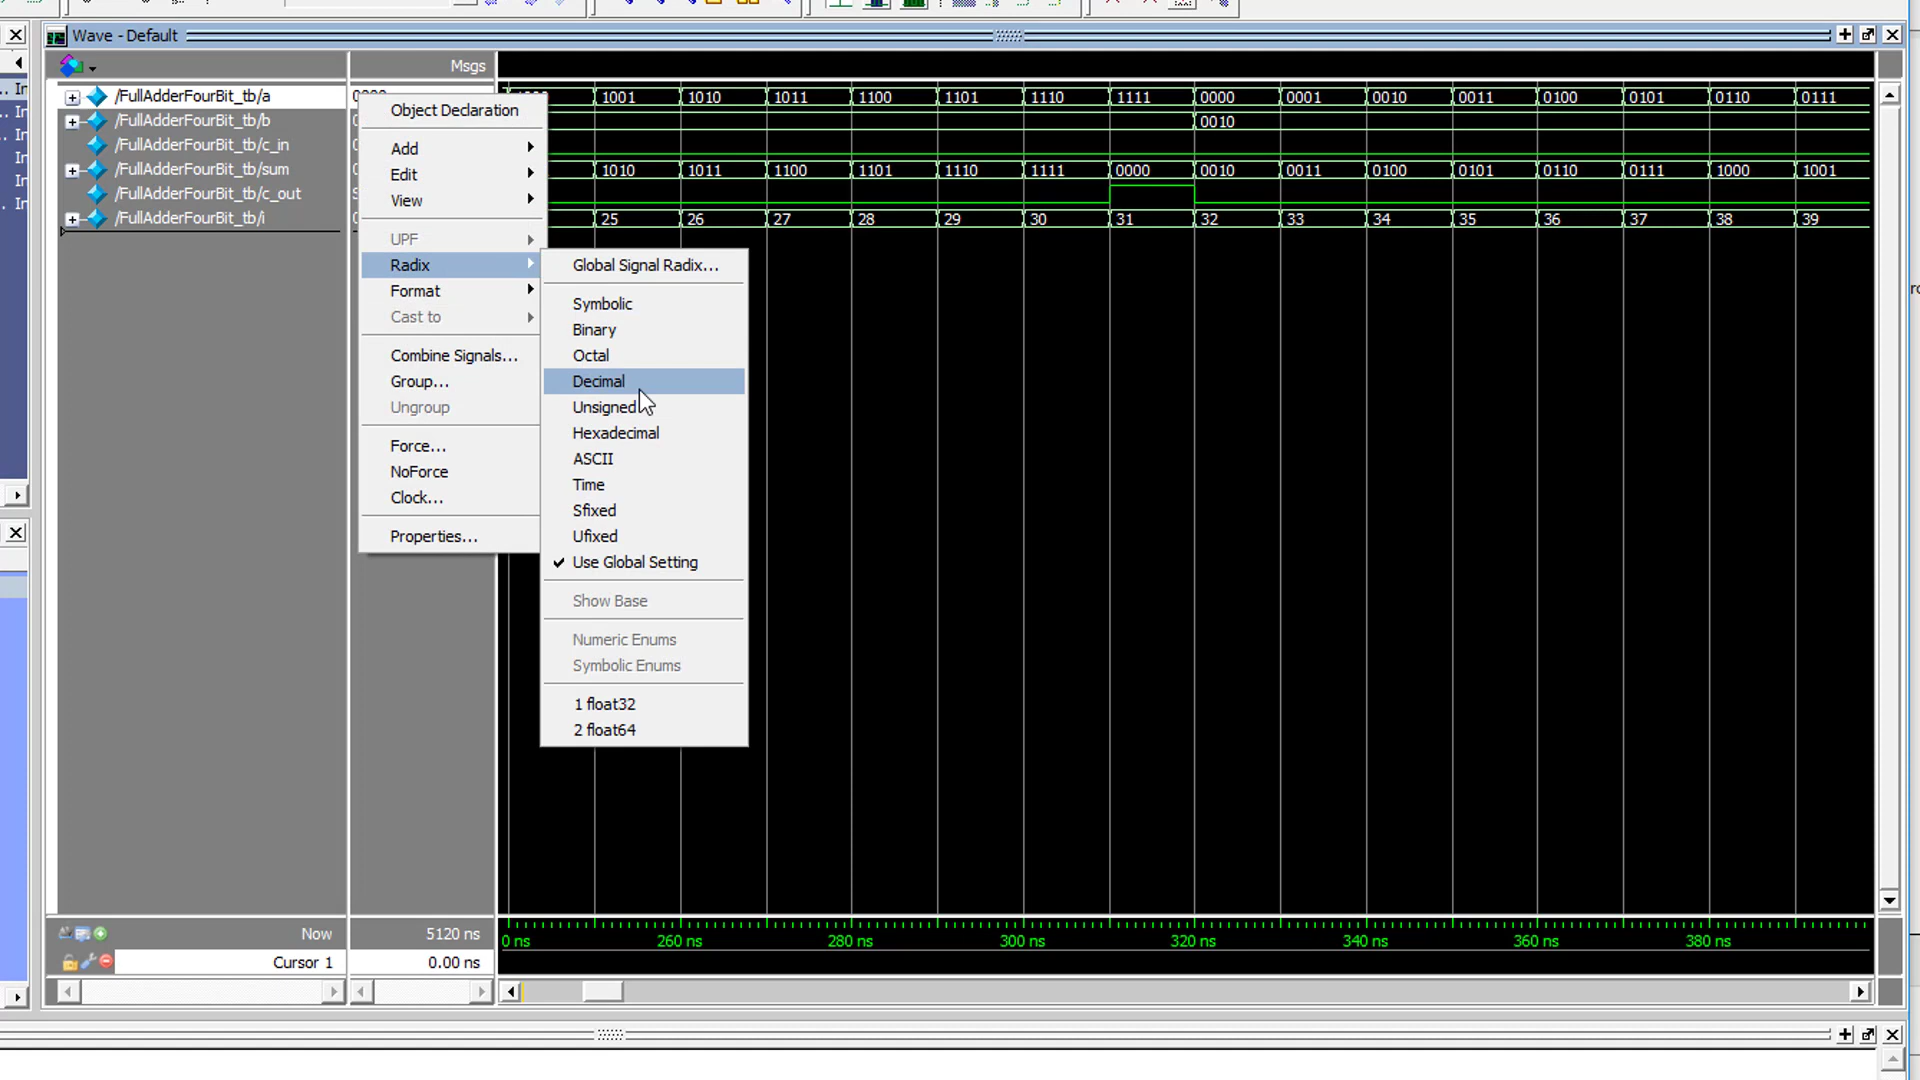 Wave - Default
Msgs
/FullAdderFourBit_tb/a
1001 1010 1011 1100 1101 1110 1111 0000 0001 0010 0011 0100 0101 0110 0111
/FullAdderFourBit_tb/b
0010
/FullAdderFourBit_tb/c_in
/FullAdderFourBit_tb/sum
1010 1011 1100 1101 1110 1111 0000 0010 0011 0100 0101 0110 0111 1000 1001
/FullAdderFourBit_tb/c_out
/FullAdderFourBit_tb/i
25 26 27 28 29 30 31 32 33 34 35 36 37 38 39
Object Declaration
Add
Edit
View
UPF
Radix
Format
Cast to
Combine Signals...
Group...
Ungroup
Force...
NoForce
Clock...
Properties...
Global Signal Radix...
Symbolic
Binary
Octal
Decimal
Unsigned
Hexadecimal
ASCII
Time
Sfixed
Ufixed
Use Global Setting
Show Base
Numeric Enums
Symbolic Enums
1 float32
2 float64
Now 5120 ns
0 ns 260 ns 280 ns 300 ns 320 ns 340 ns 360 ns 380 ns
Cursor 1 0.00 ns